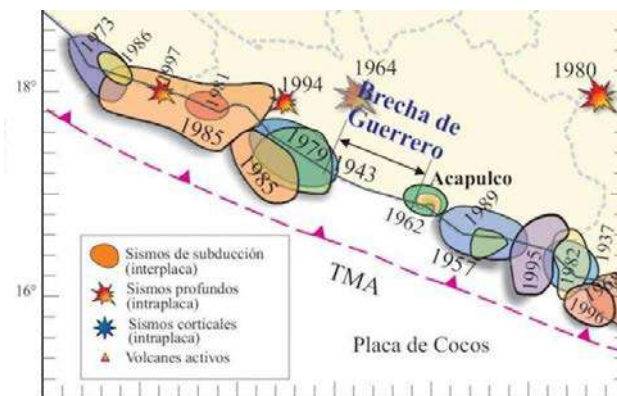 1973
1986
1997
1981
1994
1964
1980
18°
Brecha de
Guerrero
1985
1979
1943
1985
Acapulco
1962
1989
1957
1995
1982
1937
1996
16°
TMA
Placa de Cocos
Sismos de subducción
(interplaca)
Sismos profundos
(intraplaca)
Sismos corticales
(intraplaca)
Volcanes activos